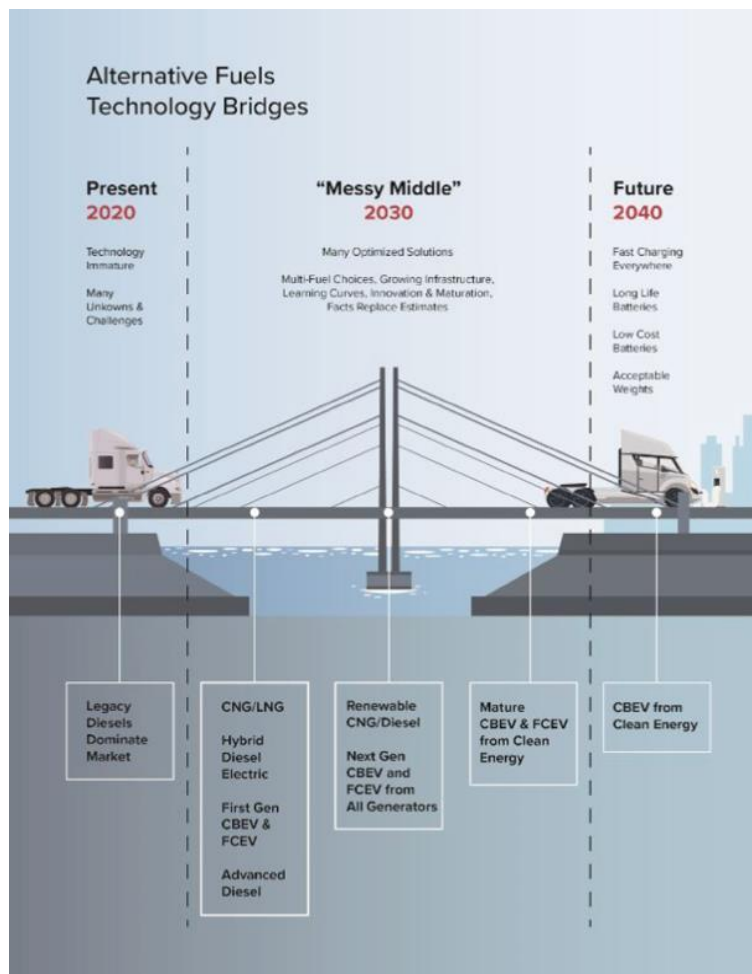 Alternative Fuels
Technology Bridges
Present
2020
Technology
Immature
Many
Unkowns &
Challenges
“Messy Middle”
2030
Many Optimized Solutions
Multi-Fuel Choices, Growing Infrastructure,
Learning Curves, Innovation & Maturation,
Facts Replace Estimates
Future
2040
Fast Charging
Everywhere
Long Life
Batteries
Low Cost
Batteries
Acceptable
Weights
Legacy
Diesels
Dominate
Market
CNG/LNG
Hybrid
Diesel
Electric
First Gen
CBEV &
FCEV
Advanced
Diesel
Renewable
CNG/Diesel
Next Gen
CBEV and
FCEV from
All Generators
Mature
CBEV & FCEV
from Clean
Energy
CBEV from
Clean Energy